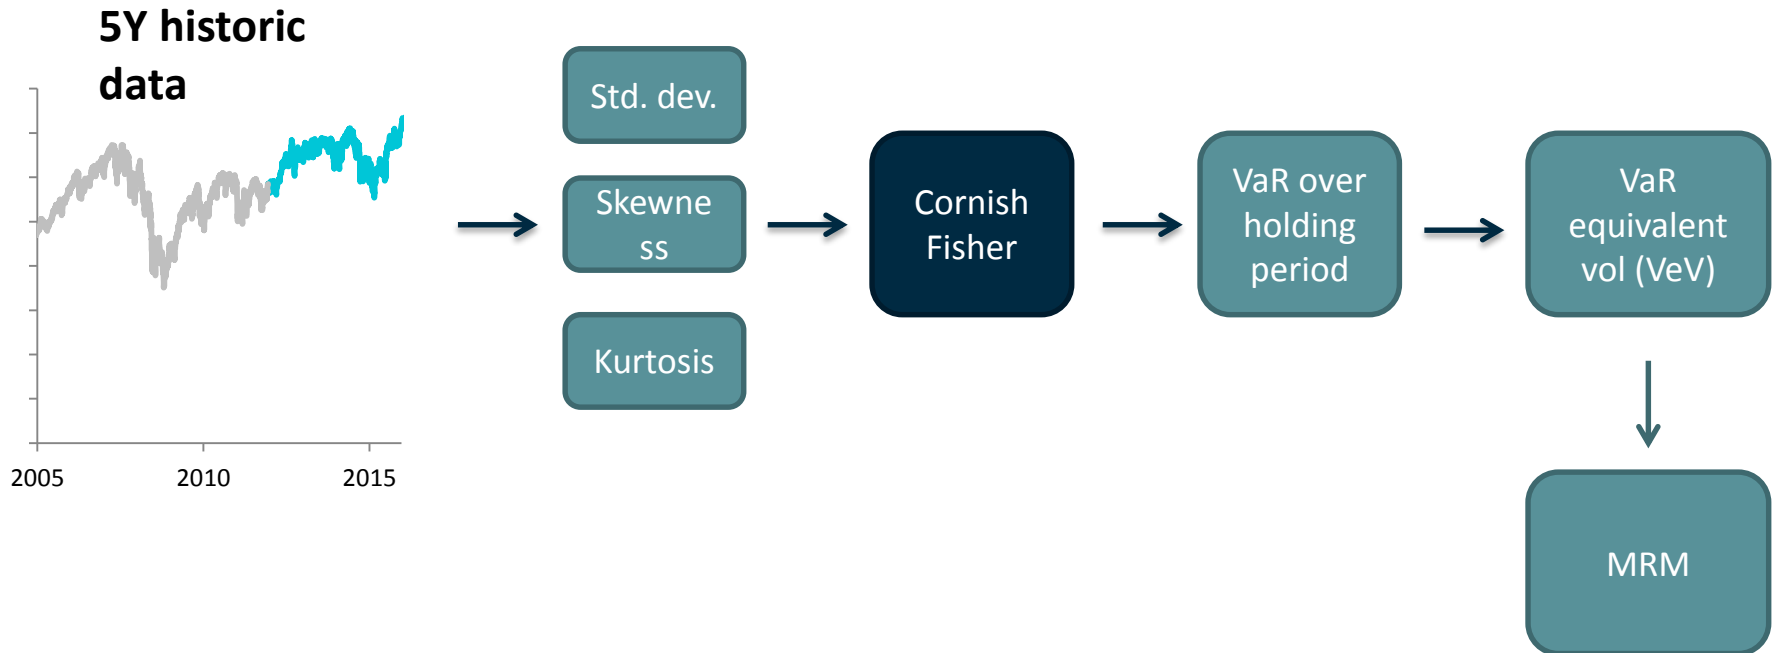 5Y historic
data
2005
2010
2015
Std. dev.
Skewne
ss
Kurtosis
Cornish
Fisher
VaR over
holding
period
VaR
equivalent
vol (VeV)
MRM